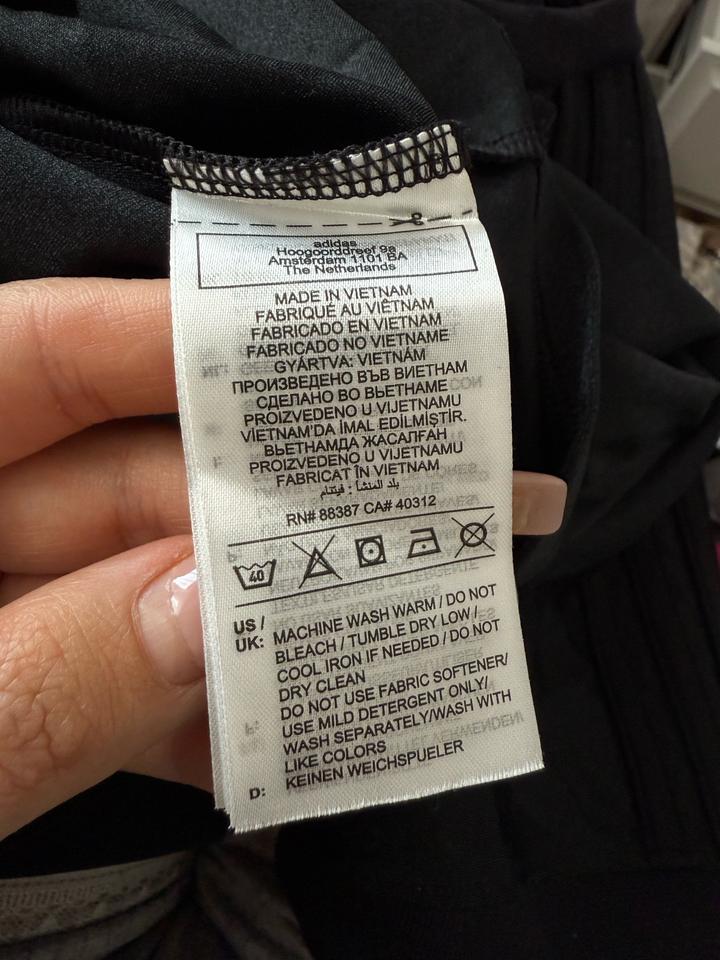 adidas
Hoogoorddreef 9a
Amsterdam 1101 BA
The Netherlands
MADE IN VIETNAM
FABRIQUÉ AU VIÊTNAM
FABRICADO EN VIETNAM
FABRICADO NO VIETNAME
GYÁRTVA: VIETNÁM
ПРОИЗВЕДЕНО ВЪВ ВИЕТНАМ
СДЕЛАНО ВО ВЬЕТНАМЕ
PROIZVEDENO U VIJETNAMU
VİETNAM'DA İMAL EDİLMİŞTİR.
ВЬЕТНАМДА ЖАСАЛҒАН
PROIZVEDENO U VIJETNAMU
FABRICAT ÎN VIETNAM
بلد المنشأ : فيتنام
RN# 88387 CA# 40312
40
US / UK: MACHINE WASH WARM / DO NOT
BLEACH / TUMBLE DRY LOW /
COOL IRON IF NEEDED / DO NOT
DRY CLEAN
DO NOT USE FABRIC SOFTENER/
USE MILD DETERGENT ONLY/
WASH SEPARATELY/WASH WITH
LIKE COLORS
D: KEINEN WEICHSPUELER